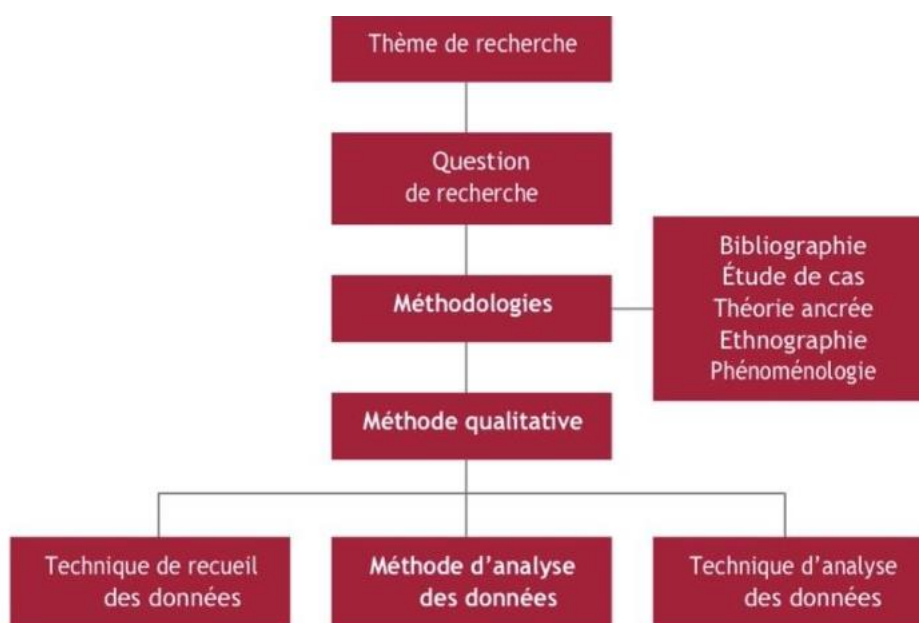 Thème de recherche
Question
de recherche
Méthodologies
Bibliographie
Étude de cas
Théorie ancrée
Ethnographie
Phénoménologie
Méthode qualitative
Technique de recueil
des données
Méthode d'analyse
des données
Technique d'analyse
des données